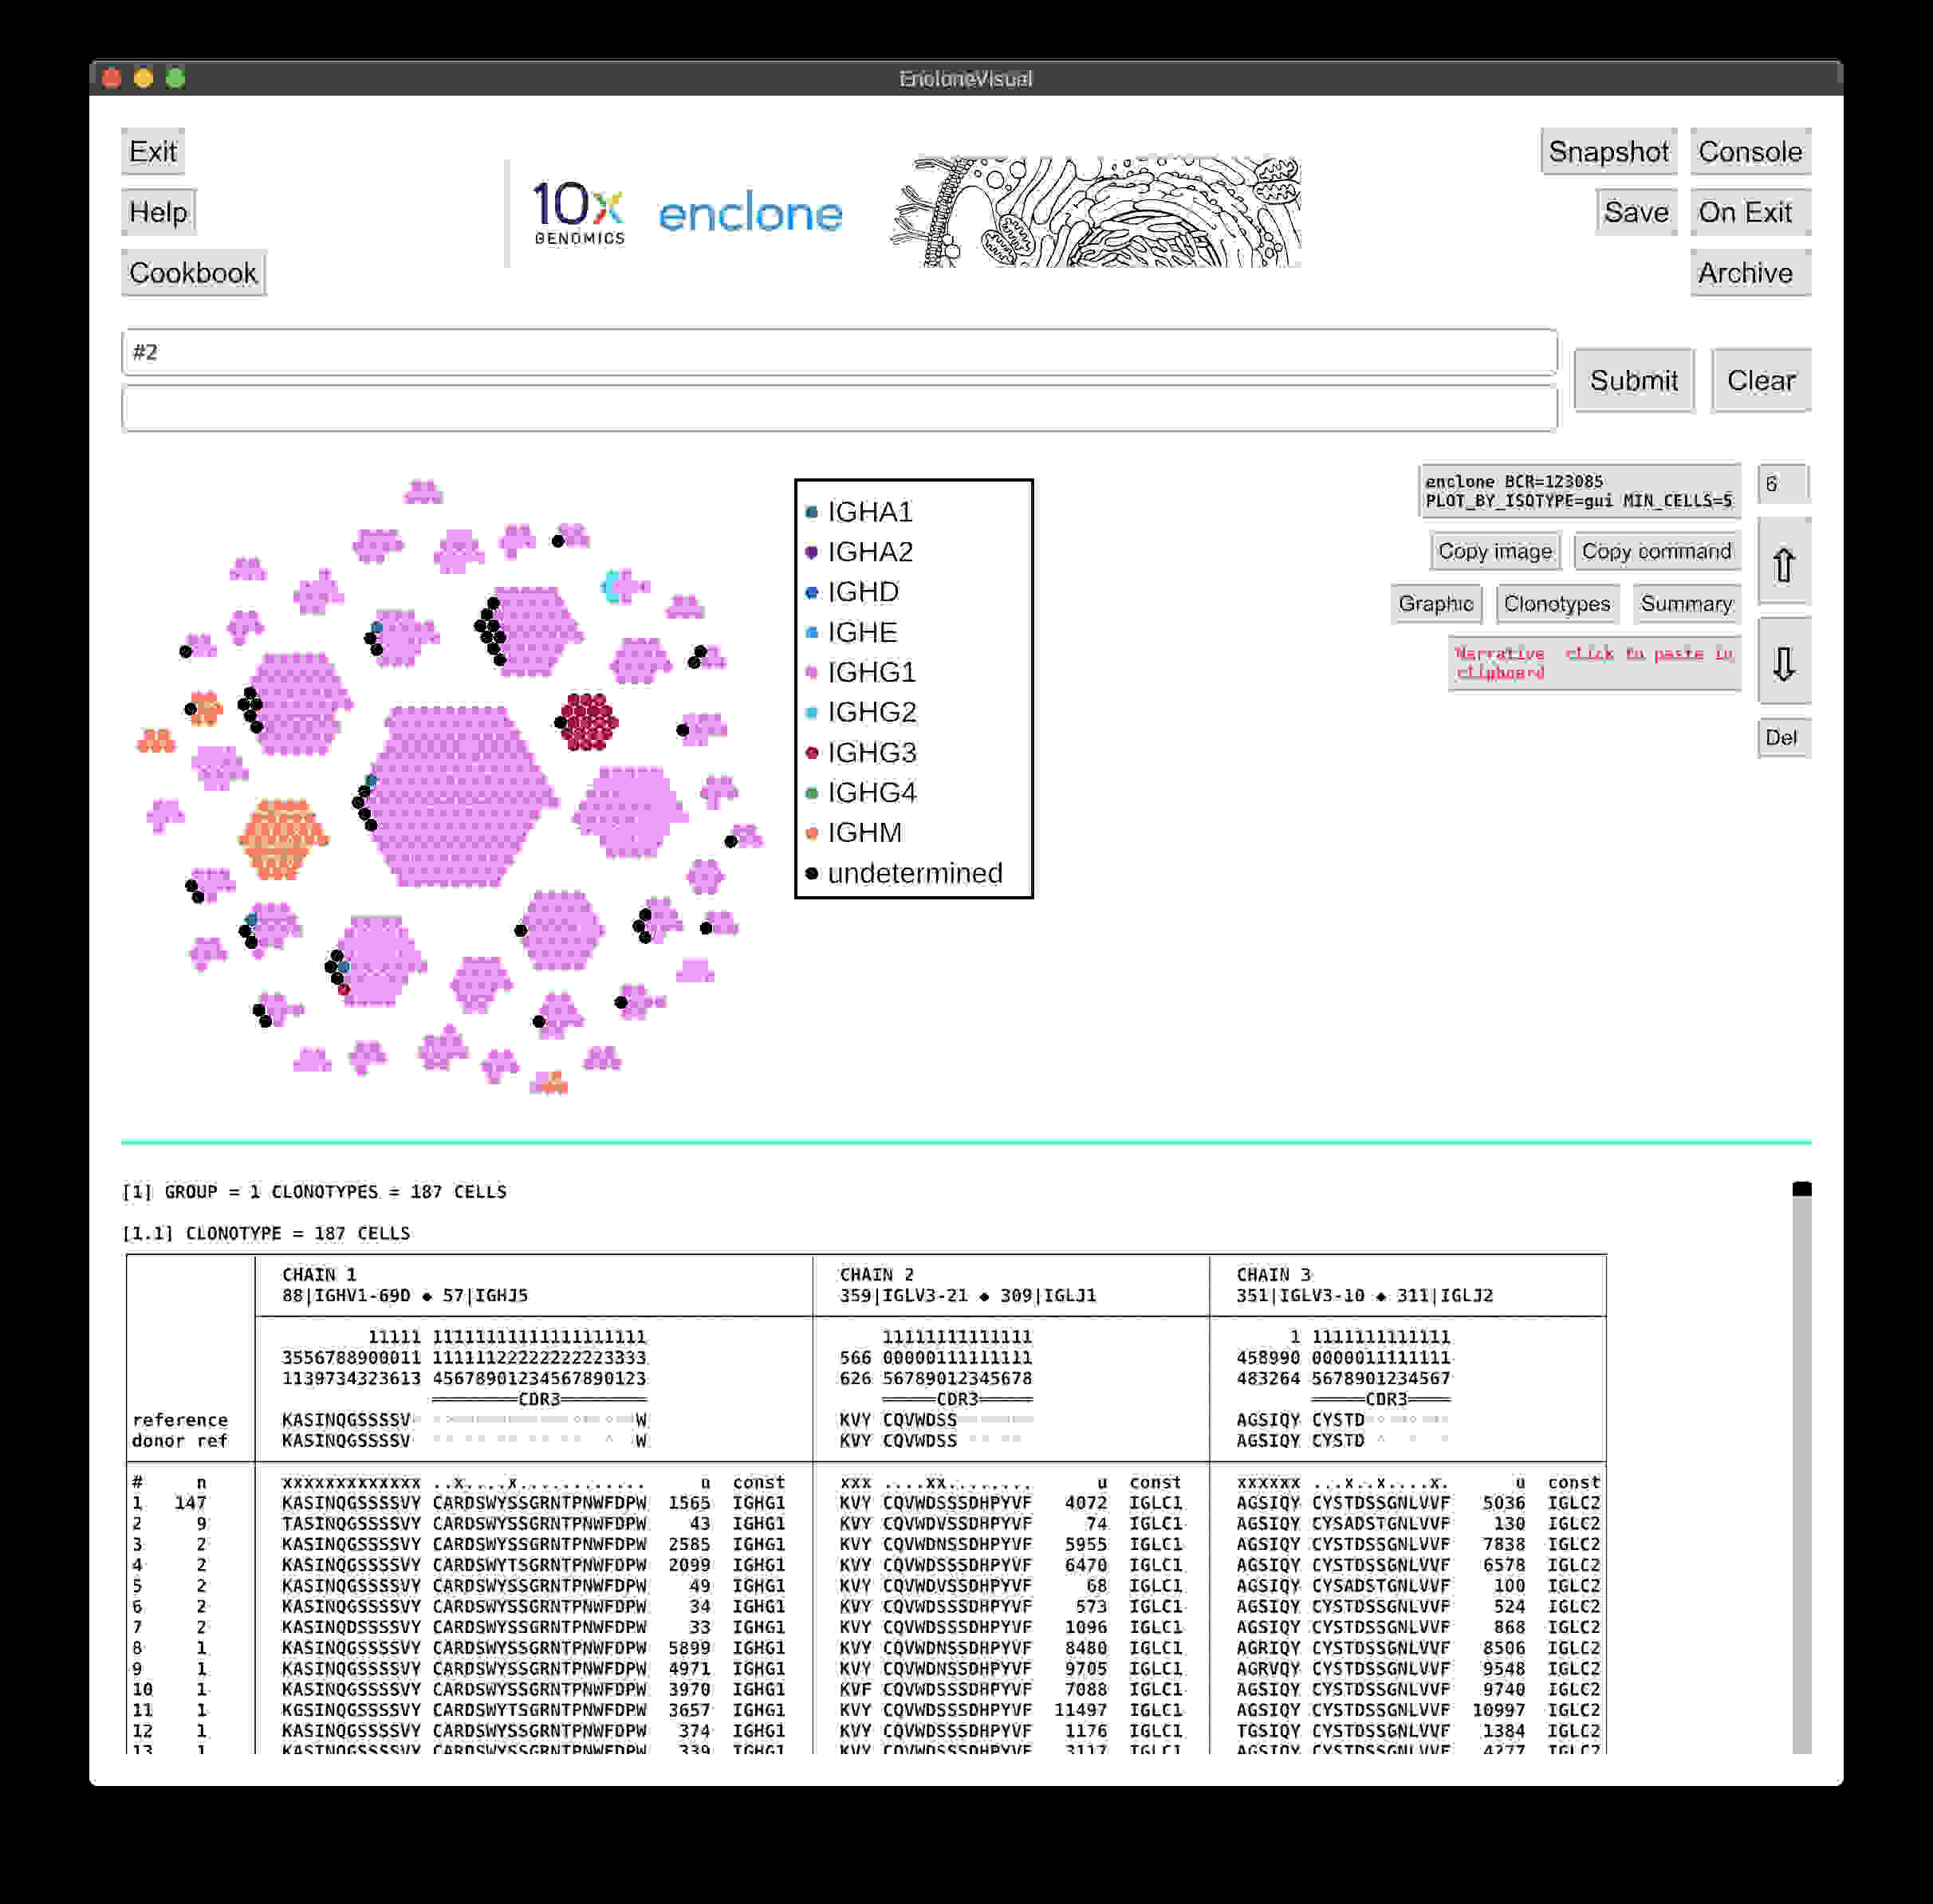 EncloneVisual
Exit
Help
Cookbook
10x
GENOMICS
enclone
Snapshot Console
Save On Exit
Archive
#2
Submit Clear
IGHA1
IGHA2
IGHD
IGHE
IGHG1
IGHG2
IGHG3
IGHG4
IGHM
undetermined
enclone BCR=123085
PLOT_BY_ISOTYPE=gui MIN_CELLS=5
6
Copy image Copy command
⇧
Graphic Clonotypes Summary
Narrative click to paste in
clipboard
⇩
Del
[1] GROUP = 1 CLONOTYPES = 187 CELLS
[1.1] CLONOTYPE = 187 CELLS
CHAIN 1 CHAIN 2 CHAIN 3
88|IGHV1-69D ◆ 57|IGHJ5 359|IGLV3-21 ◆ 309|IGLJ1 351|IGLV3-10 ◆ 311|IGLJ2
11111 11111111111111111111 11111111111111 1 1111111111111
3556788900011 11111122222222223333 566 00000111111111 458990 0000011111111
1139734323613 45678901234567890123 626 56789012345678 483264 5678901234567
CDR3 CDR3 CDR3
reference KASINQGSSSSV W KVY CQVWDSS AGSIQY CYSTD
donor ref KASINQGSSSSV W KVY CQVWDSS AGSIQY CYSTD
# n xxxxxxxxxxxxx ..x....x............ u const xxx ....xx........ u const xxxxxx ...x..x....x. u const
1 147 KASINQGSSSSVY CARDSWYSSGRNTPNWFDPW 1565 IGHG1 KVY CQVWDSSSDHPYVF 4072 IGLC1 AGSIQY CYSTDSSGNLVVF 5036 IGLC2
2 9 TASINQGSSSSVY CARDSWYSSGRNTPNWFDPW 43 IGHG1 KVY CQVWDVSSDHPYVF 74 IGLC1 AGSIQY CYSADSTGNLVVF 130 IGLC2
3 2 KASINQGSSSSVY CARDSWYSSGRNTPNWFDPW 2585 IGHG1 KVY CQVWDNSSDHPYVF 5955 IGLC1 AGSIQY CYSTDSSGNLVVF 7838 IGLC2
4 2 KASINQGSSSSVY CARDSWYTSGRNTPNWFDPW 2099 IGHG1 KVY CQVWDSSSDHPYVF 6470 IGLC1 AGSIQY CYSTDSSGNLVVF 6578 IGLC2
5 2 KASINQGSSSSVY CARDSWYSSGRNTPNWFDPW 49 IGHG1 KVY CQVWDVSSDHPYVF 68 IGLC1 AGSIQY CYSADSTGNLVVF 100 IGLC2
6 2 KASINQGSSSSVY CARDSWYSSGRNTPNWFDPW 34 IGHG1 KVY CQVWDSSSDHPYVF 573 IGLC1 AGSIQY CYSTDSSGNLVVF 524 IGLC2
7 2 KASINQDSSSSVY CARDSWYSSGRNTPNWFDPW 33 IGHG1 KVY CQVWDSSSDHPYVF 1096 IGLC1 AGSIQY CYSTDSSGNLVVF 868 IGLC2
8 1 KASINQGSSSSVY CARDSWYSSGRNTPNWFDPW 5899 IGHG1 KVY CQVWDNSSDHPYVF 8480 IGLC1 AGRIQY CYSTDSSGNLVVF 8506 IGLC2
9 1 KASINQGSSSSVY CARDSWYSSGRNTPNWFDPW 4971 IGHG1 KVY CQVWDNSSDHPYVF 9705 IGLC1 AGRVQY CYSTDSSGNLVVF 9548 IGLC2
10 1 KASINQGSSSSVY CARDSWYSSGRNTPNWFDPW 3970 IGHG1 KVF CQVWDSSSDHPYVF 7088 IGLC1 AGSIQY CYSTDSSGNLVVF 9740 IGLC2
11 1 KGSINQGSSSSVY CARDSWYTSGRNTPNWFDPW 3657 IGHG1 KVY CQVWDSSSDHPYVF 11497 IGLC1 AGSIQY CYSTDSSGNLVVF 10997 IGLC2
12 1 KASINQGSSSSVY CARDSWYSSGRNTPNWFDPW 374 IGHG1 KVY CQVWDSSSDHPYVF 1176 IGLC1 TGSIQY CYSTDSSGNLVVF 1384 IGLC2
13 1 KASINQGSSSSVY CARDSWYSSGRNTPNWFDPW 339 IGHG1 KVY CQVWDSSSDHPYVF 3117 IGLC1 AGSIQY CYSTDSSGNLVVF 4277 IGLC2